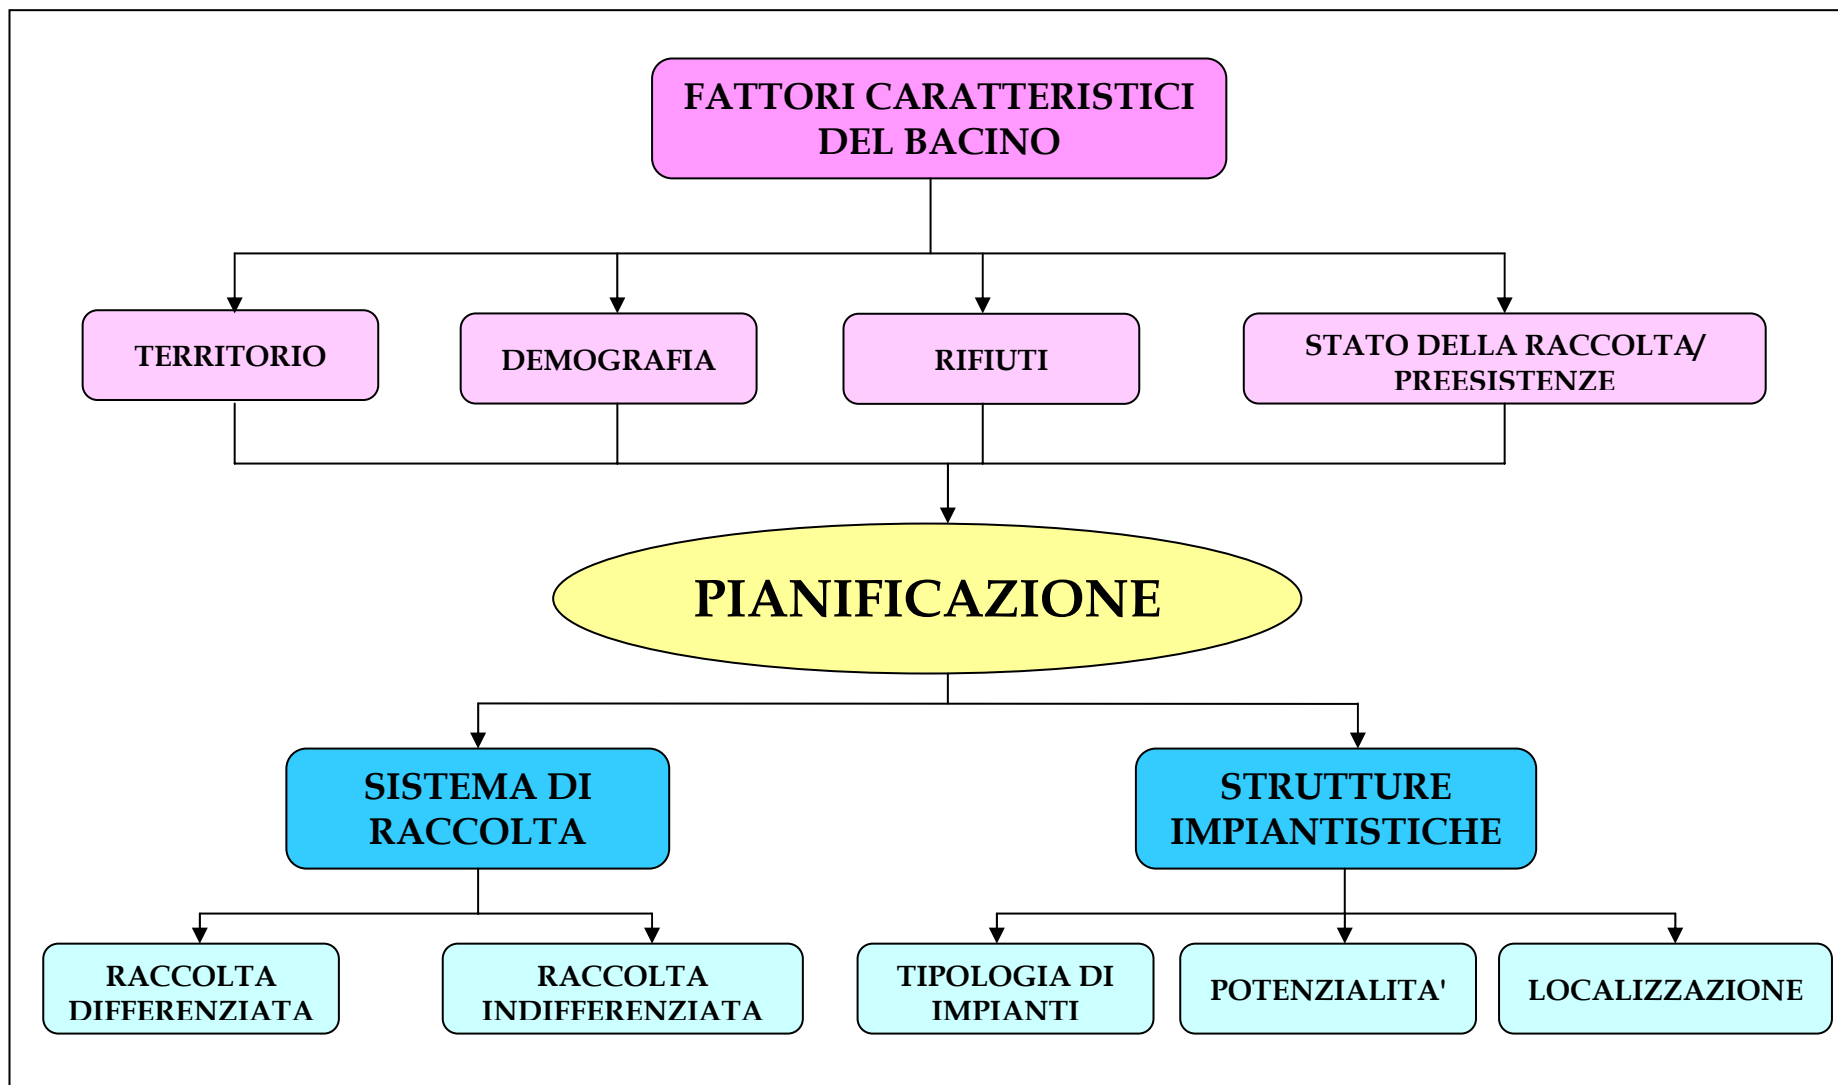 FATTORI CARATTERISTICI
DEL BACINO
TERRITORIO
DEMOGRAFIA
RIFIUTI
STATO DELLA RACCOLTA/
PREESISTENZE
PIANIFICAZIONE
SISTEMA DI
RACCOLTA
STRUTTURE
IMPIANTISTICHE
RACCOLTA
DIFFERENZIATA
RACCOLTA
INDIFFERENZIATA
TIPOLOGIA DI
IMPIANTI
POTENZIALITA'
LOCALIZZAZIONE